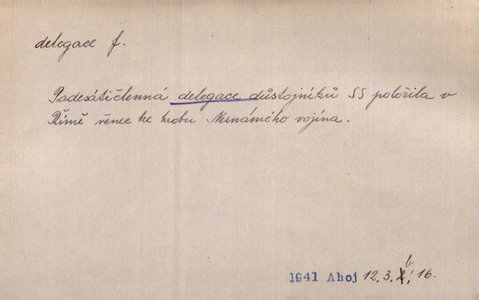 delegace f.
Padesátičlenná delegace důstojníků SS položila v
Římě věnec ke hrobu Neznámého vojína.
1941 Ahoj 12.3. 16.